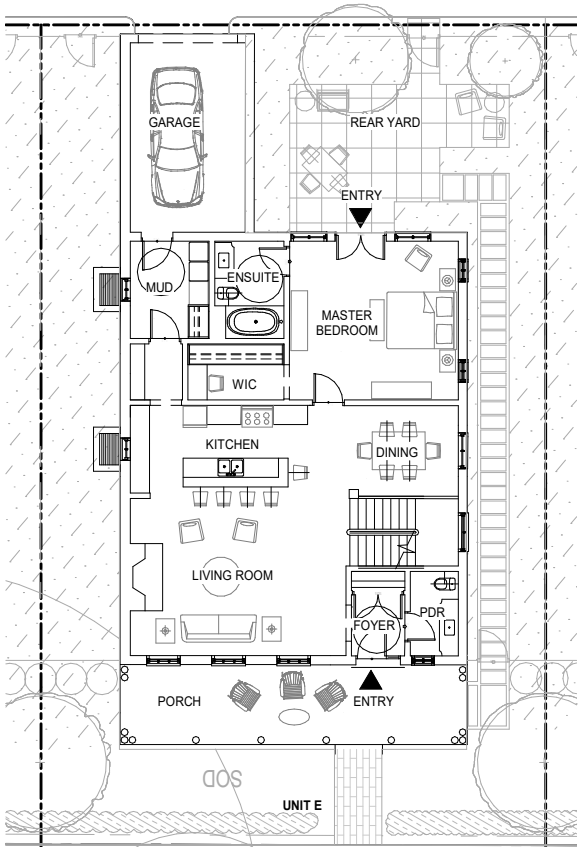 GARAGE
REAR YARD
ENTRY
MUD
ENSUITE
MASTER
BEDROOM
WIC
KITCHEN
DINING
LIVING ROOM
FOYER
PDR
PORCH
ENTRY
SOD
UNIT E